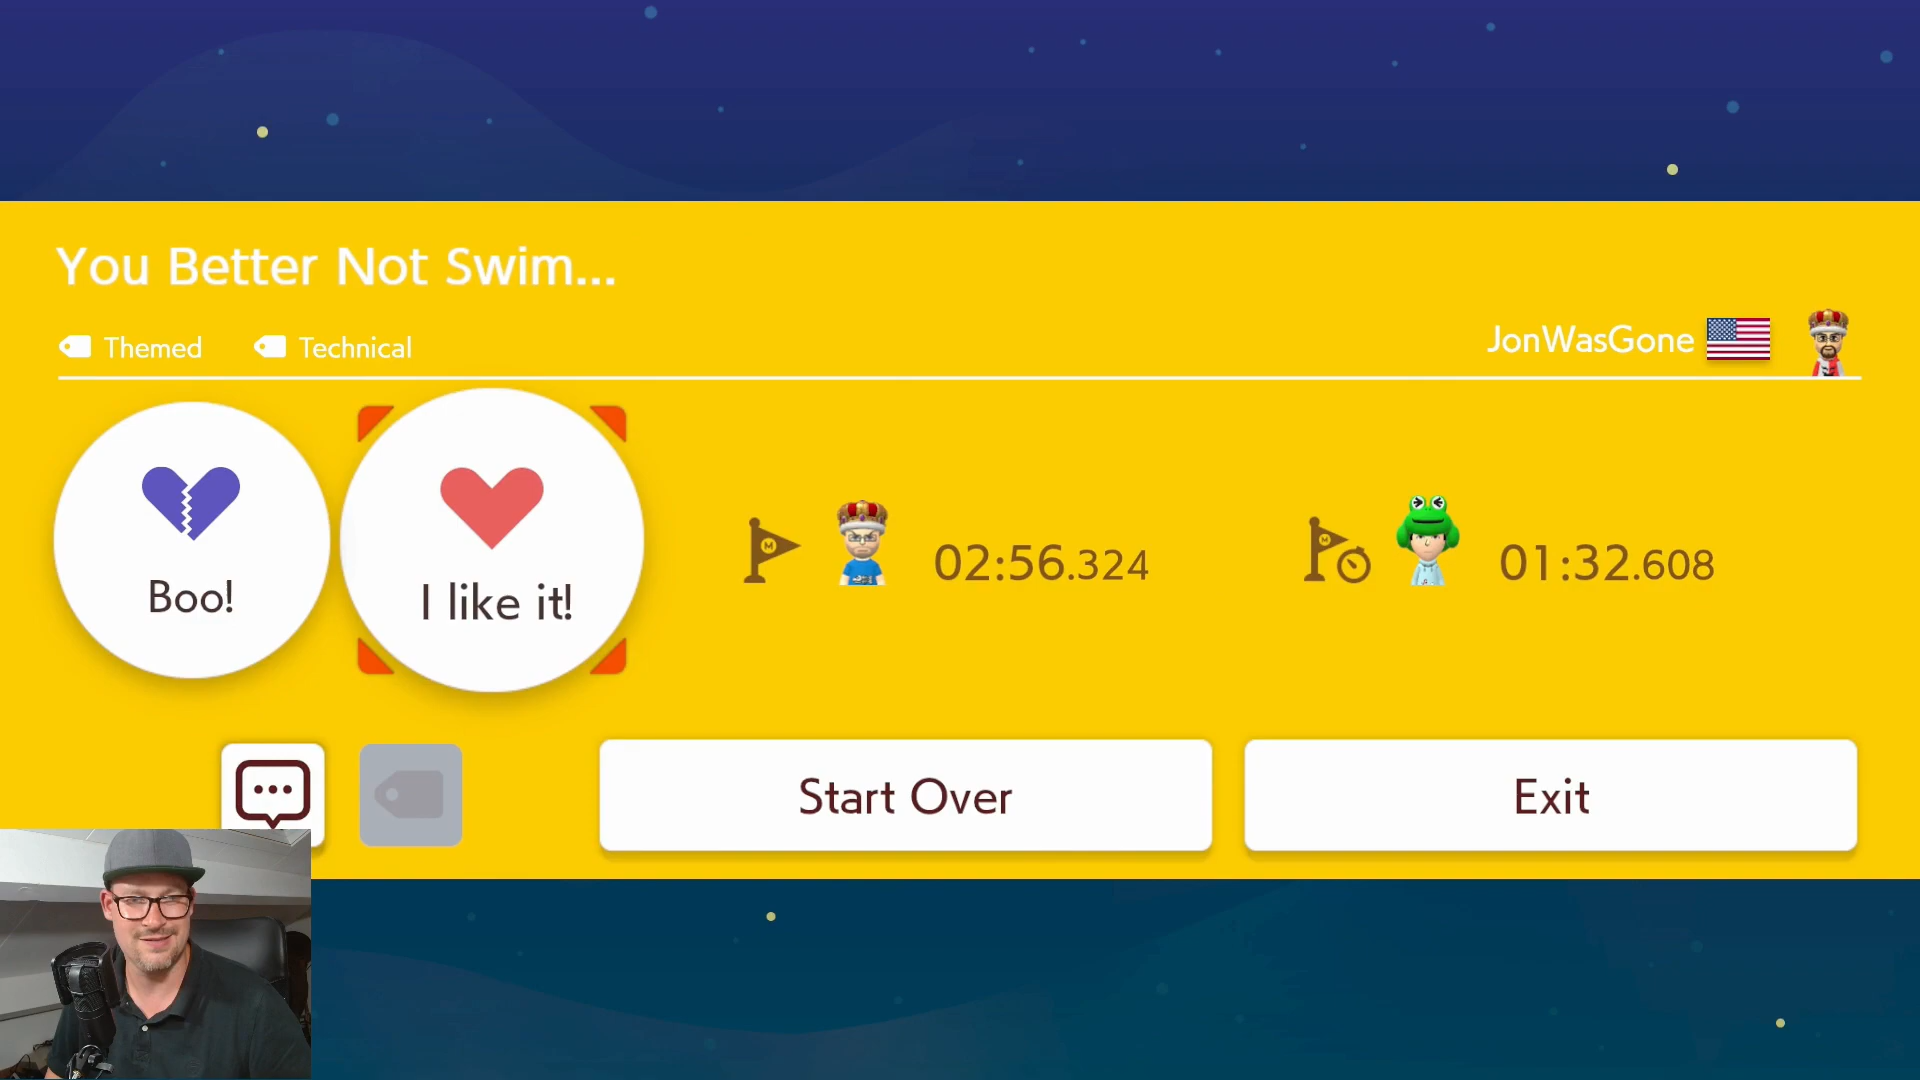 You Better Not Swim...
Themed
Technical
JonWasGone
Boo!
I like it!
M
02:56.324
M
01:32.608
Start Over
Exit